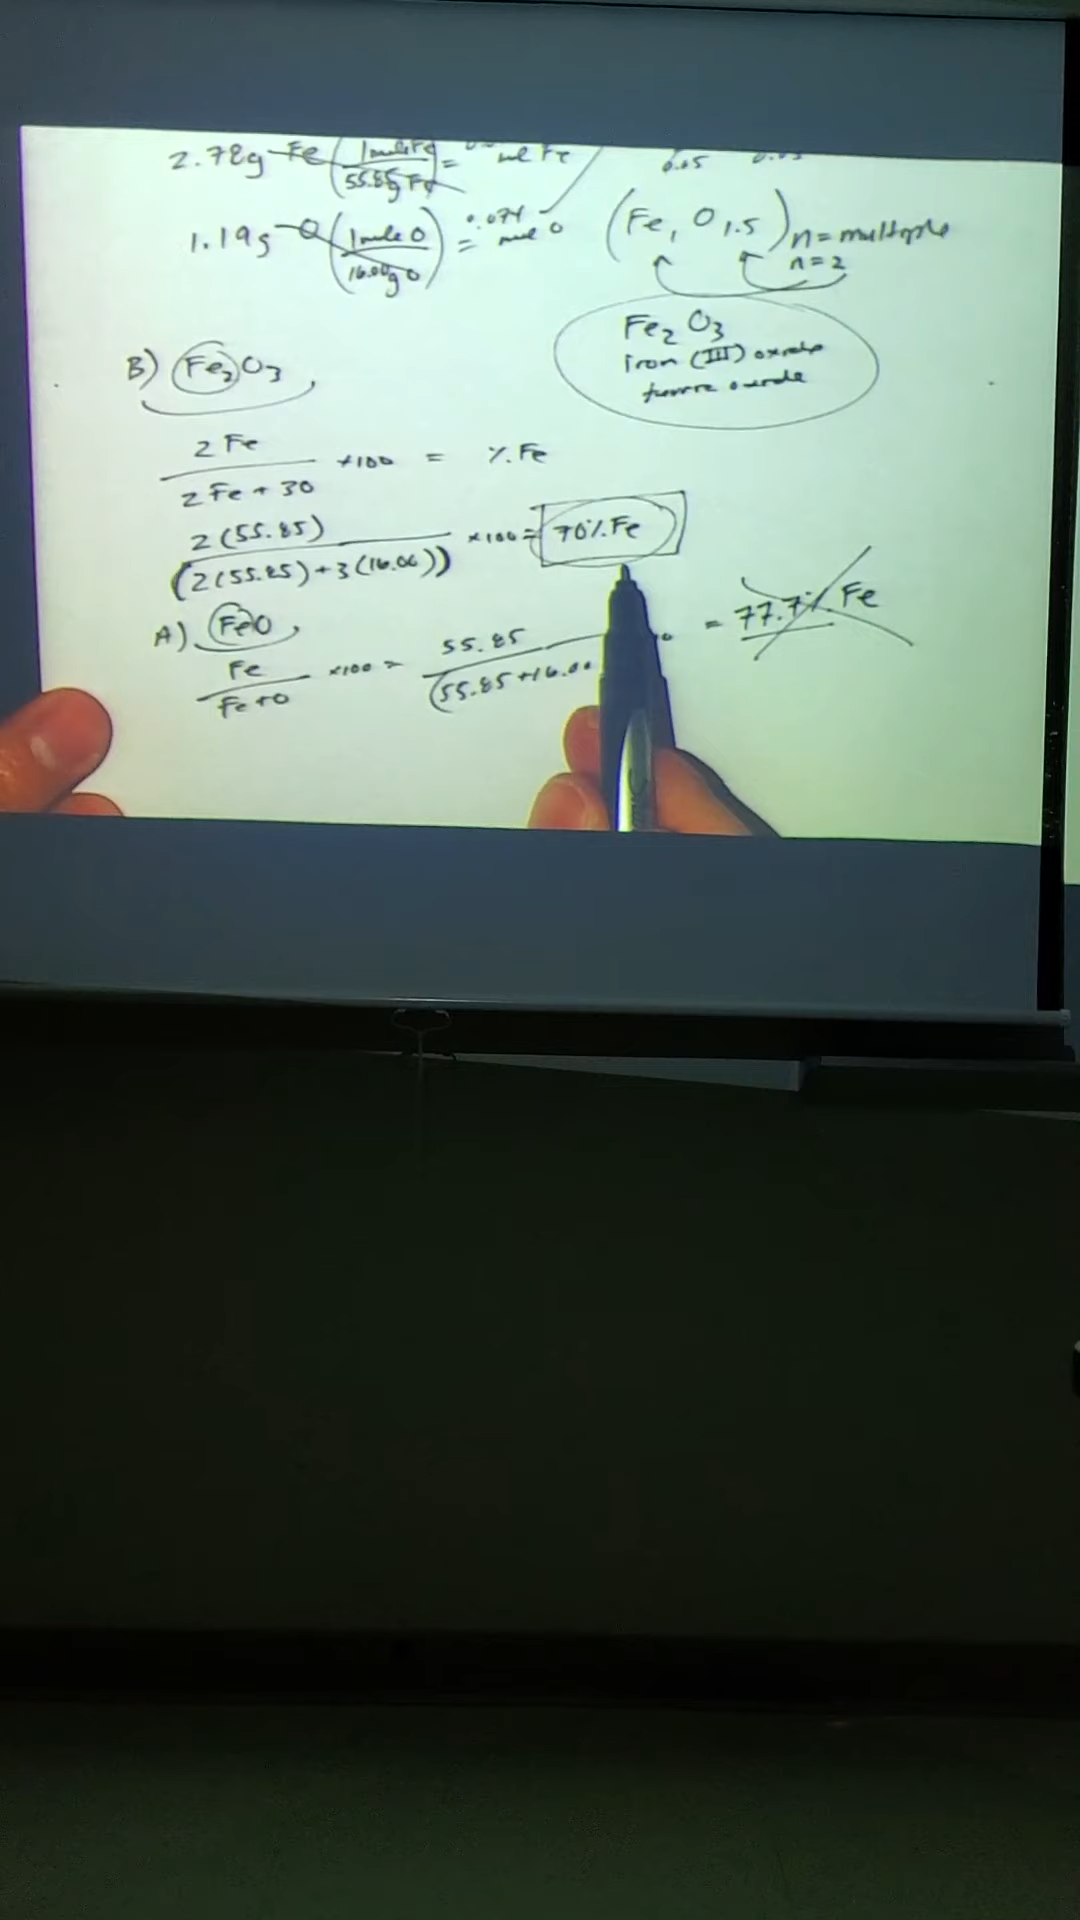 2.78g Fe (1 mole Fe / 55.85g Fe) = mol Fe
0.05
1.19g O (1 mole O / 16.00g O) = 0.074 mol O
(Fe1 O1.5)n = multiple
n = 2
Fe2 O3
iron (III) oxide
B) Fe2O3,
2 Fe / 2 Fe + 3O ×100 = % Fe
2(55.85) / (2(55.85) + 3(16.00)) ×100 = 70% Fe
A) FeO,
Fe / Fe + O ×100 = 55.85 / (55.85 + 16.00 = 77.7% Fe